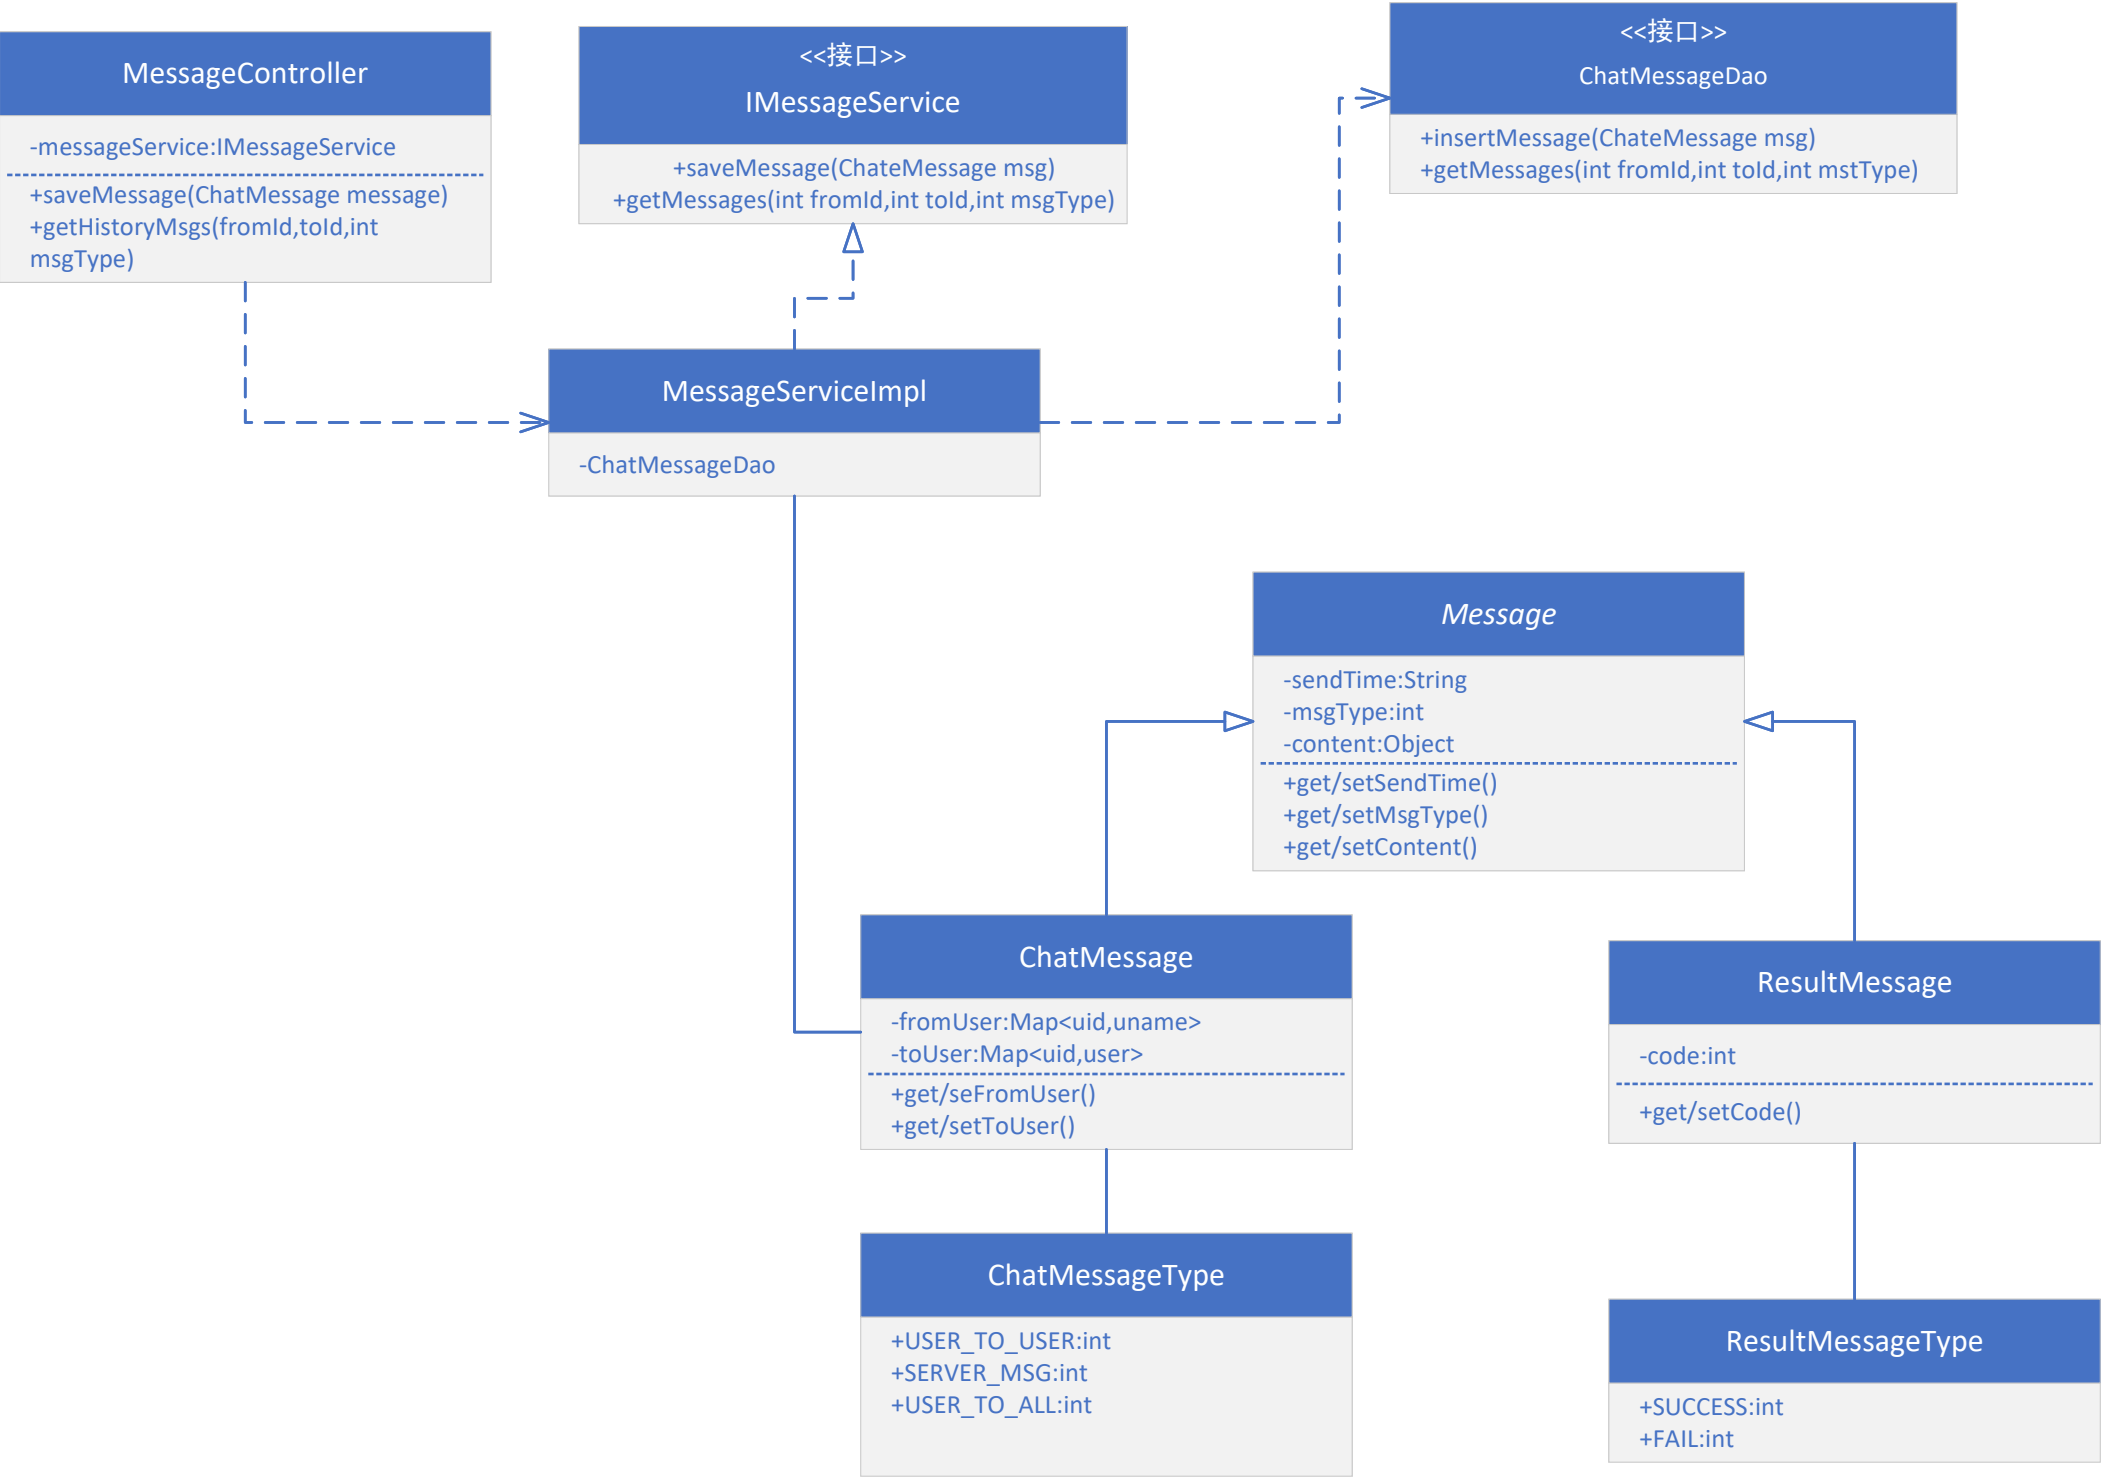 MessageController
-messageService:IMessageService
+saveMessage(ChatMessage message)
+getHistoryMsgs(fromId,toId,int
msgType)
<<接口>>
IMessageService
+saveMessage(ChateMessage msg)
+getMessages(int fromId,int toId,int msgType)
<<接口>>
ChatMessageDao
+insertMessage(ChateMessage msg)
+getMessages(int fromId,int toId,int mstType)
MessageServiceImpl
-ChatMessageDao
Message
-sendTime:String
-msgType:int
-content:Object
+get/setSendTime()
+get/setMsgType()
+get/setContent()
ChatMessage
-fromUser:Map<uid,uname>
-toUser:Map<uid,user>
+get/seFromUser()
+get/setToUser()
ResultMessage
-code:int
+get/setCode()
ChatMessageType
+USER_TO_USER:int
+SERVER_MSG:int
+USER_TO_ALL:int
ResultMessageType
+SUCCESS:int
+FAIL:int